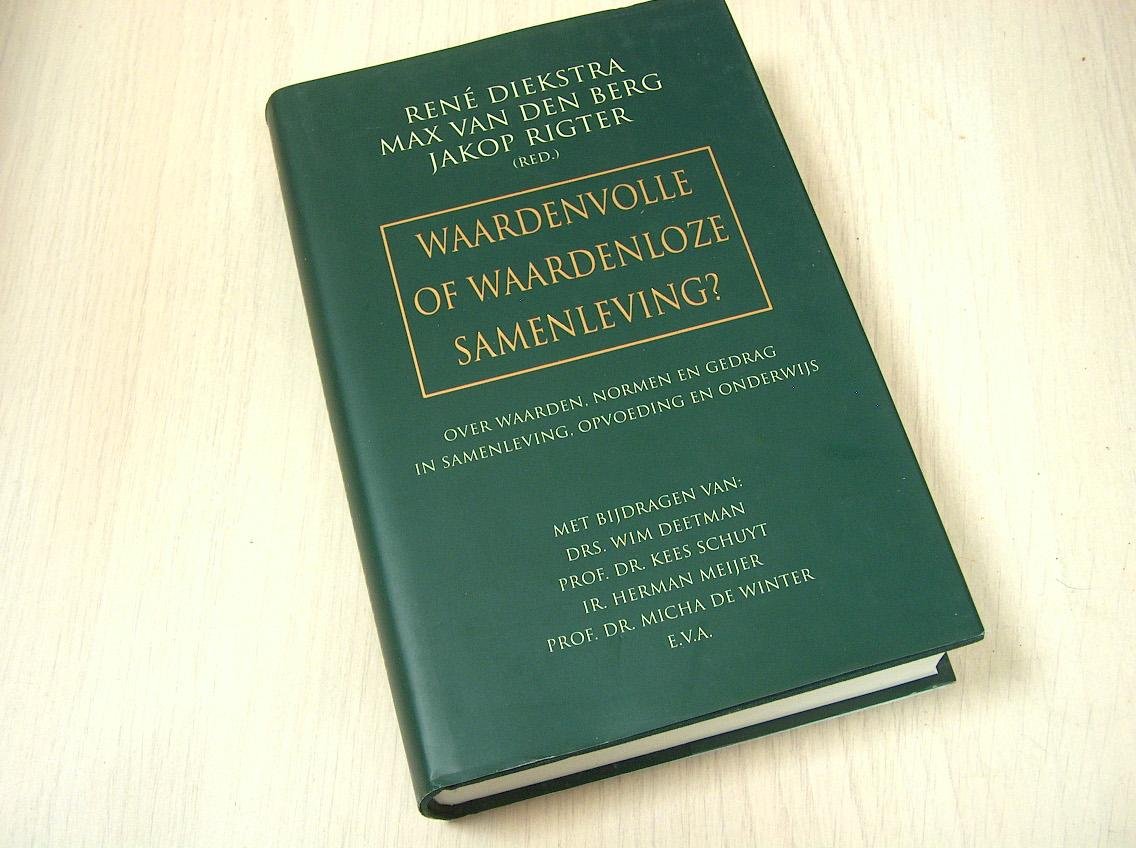 RENÉ DIEKSTRA
MAX VAN DEN BERG
JAKOP RIGTER
(RED.)
WAARDENVOLLE
OF WAARDENLOZE
SAMENLEVING?
OVER WAARDEN, NORMEN EN GEDRAG
IN SAMENLEVING, OPVOEDING EN ONDERWIJS
MET BIJDRAGEN VAN:
DRS. WIM DEETMAN
PROF. DR. KEES SCHUYT
IR. HERMAN MEIJER
PROF. DR. MICHA DE WINTER
E.V.A.